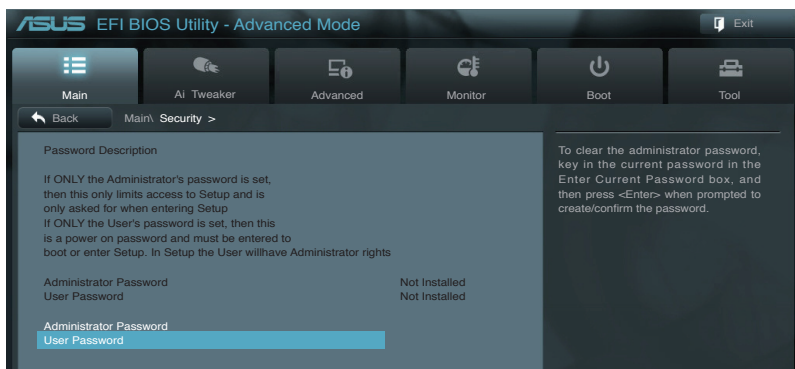 ASUS EFI BIOS Utility - Advanced Mode
Exit
Main
Ai Tweaker
Advanced
Monitor
Boot
Tool
Back
Main\ Security >
Password Description
If ONLY the Administrator's password is set,
then this only limits access to Setup and is
only asked for when entering Setup
If ONLY the User's password is set, then this
is a power on password and must be entered to
boot or enter Setup. In Setup the User willhave Administrator rights
Administrator Password Not Installed
User Password Not Installed
Administrator Password
User Password
To clear the administrator password,
key in the current password in the
Enter Current Password box, and
then press <Enter> when prompted to
create/confirm the password.